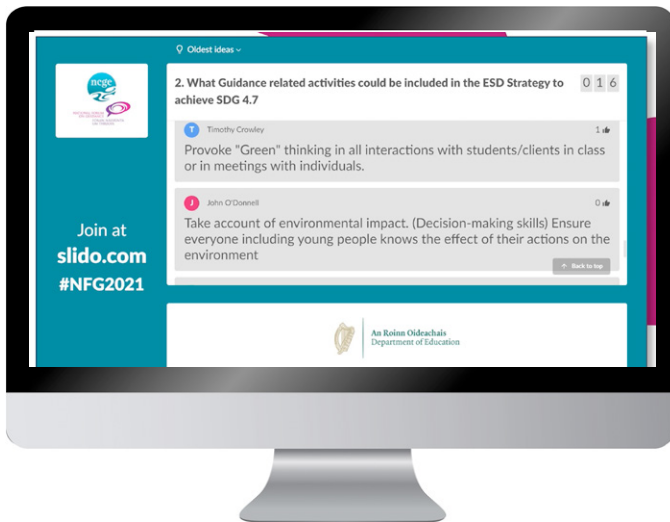 Oldest ideas
ncge
2. What Guidance related activities could be included in the ESD Strategy to
achieve SDG 4.7
0 1 6
T
Timothy Crowley
1
Provoke "Green" thinking in all interactions with students/clients in class
or in meetings with individuals.
J
John O'Donnell
0
Take account of environmental impact. (Decision-making skills) Ensure
everyone including young people knows the effect of their actions on the
environment
Back to top
Join at
slido.com
#NFG2021
An Roinn Oideachais
Department of Education